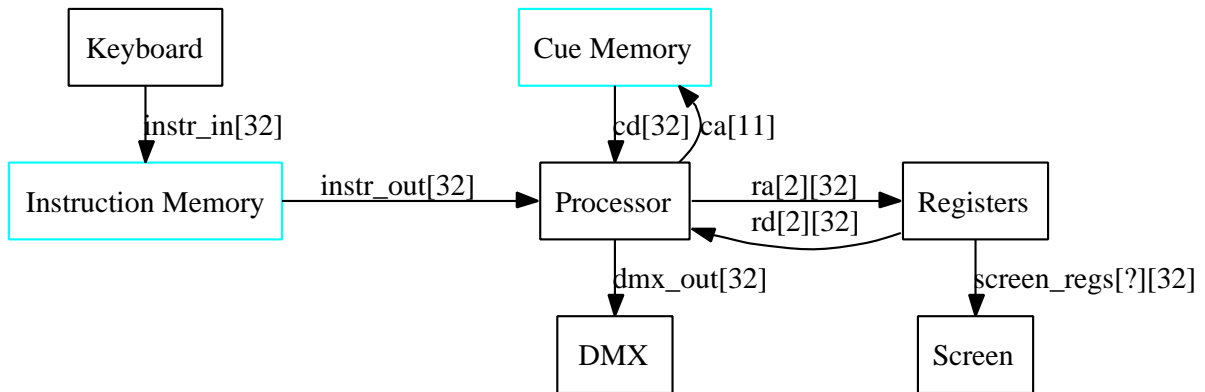 Keyboard
Cue Memory
instr_in[32]
cd[32]
ca[11]
Instruction Memory
instr_out[32]
Processor
ra[2][32]
rd[2][32]
Registers
dmx_out[32]
screen_regs[?][32]
DMX
Screen